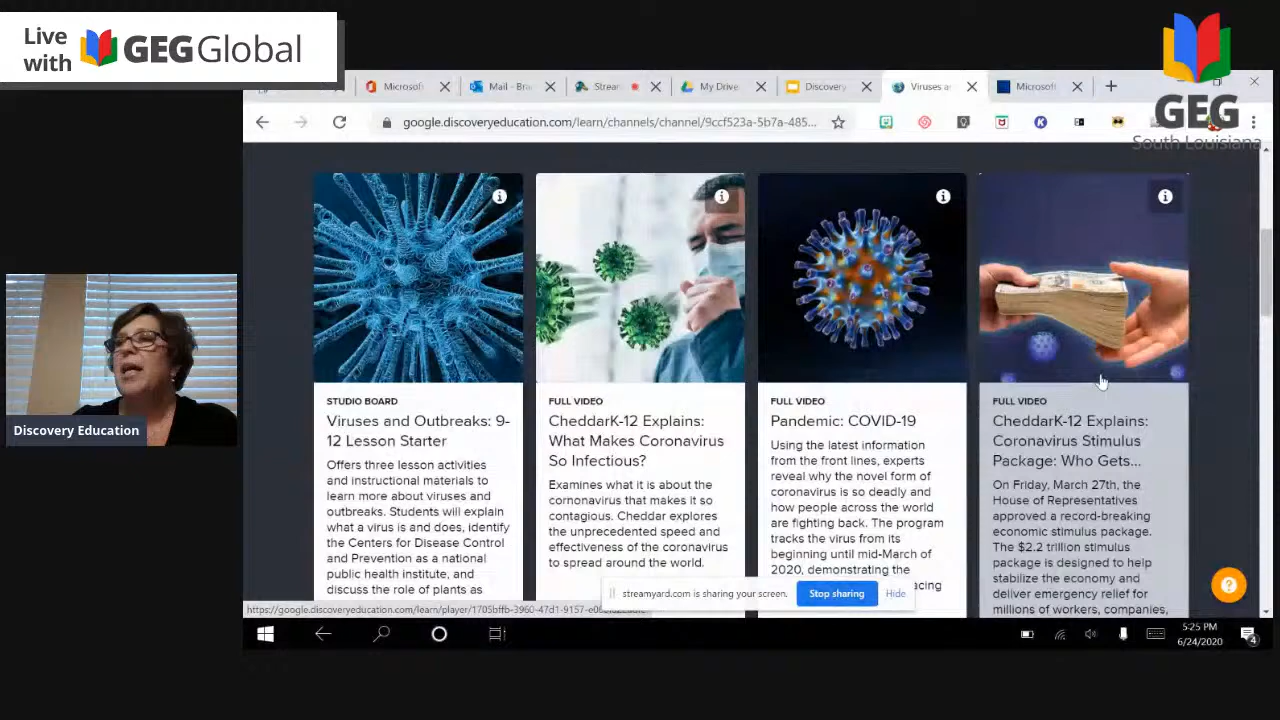 Live
with
GEG Global
GEG
South Louisiana
Microsoft
Mail - Bra
Stream
My Drive
Discovery
Viruses a
Microsoft
google.discoveryeducation.com/learn/channels/channel/9ccf523a-5b7a-485...
STUDIO BOARD
Viruses and Outbreaks: 9-
12 Lesson Starter
Offers three lesson activities
and instructional materials to
learn more about viruses and
outbreaks. Students will explain
what a virus is and does, identify
the Centers for Disease Control
and Prevention as a national
public health institute, and
discuss the role of plants as
FULL VIDEO
CheddarK-12 Explains:
What Makes Coronavirus
So Infectious?
Examines what it is about the
cornonavirus that makes it so
contagious. Cheddar explores
the unprecedented speed and
effectiveness of the coronavirus
to spread around the world.
FULL VIDEO
Pandemic: COVID-19
Using the latest information
from the front lines, experts
reveal why the novel form of
coronavirus is so deadly and
how people across the world
are fighting back. The program
tracks the virus from its
beginning until mid-March of
2020, demonstrating the
FULL VIDEO
CheddarK-12 Explains:
Coronavirus Stimulus
Package: Who Gets...
On Friday, March 27th, the
House of Representatives
approved a record-breaking
economic stimulus package.
The $2.2 trillion stimulus
package is designed to help
stabilize the economy and
deliver emergency relief for
millions of workers, companies,
Discovery Education
streamyard.com is sharing your screen.
Stop sharing
Hide
5:25 PM
6/24/2020
4